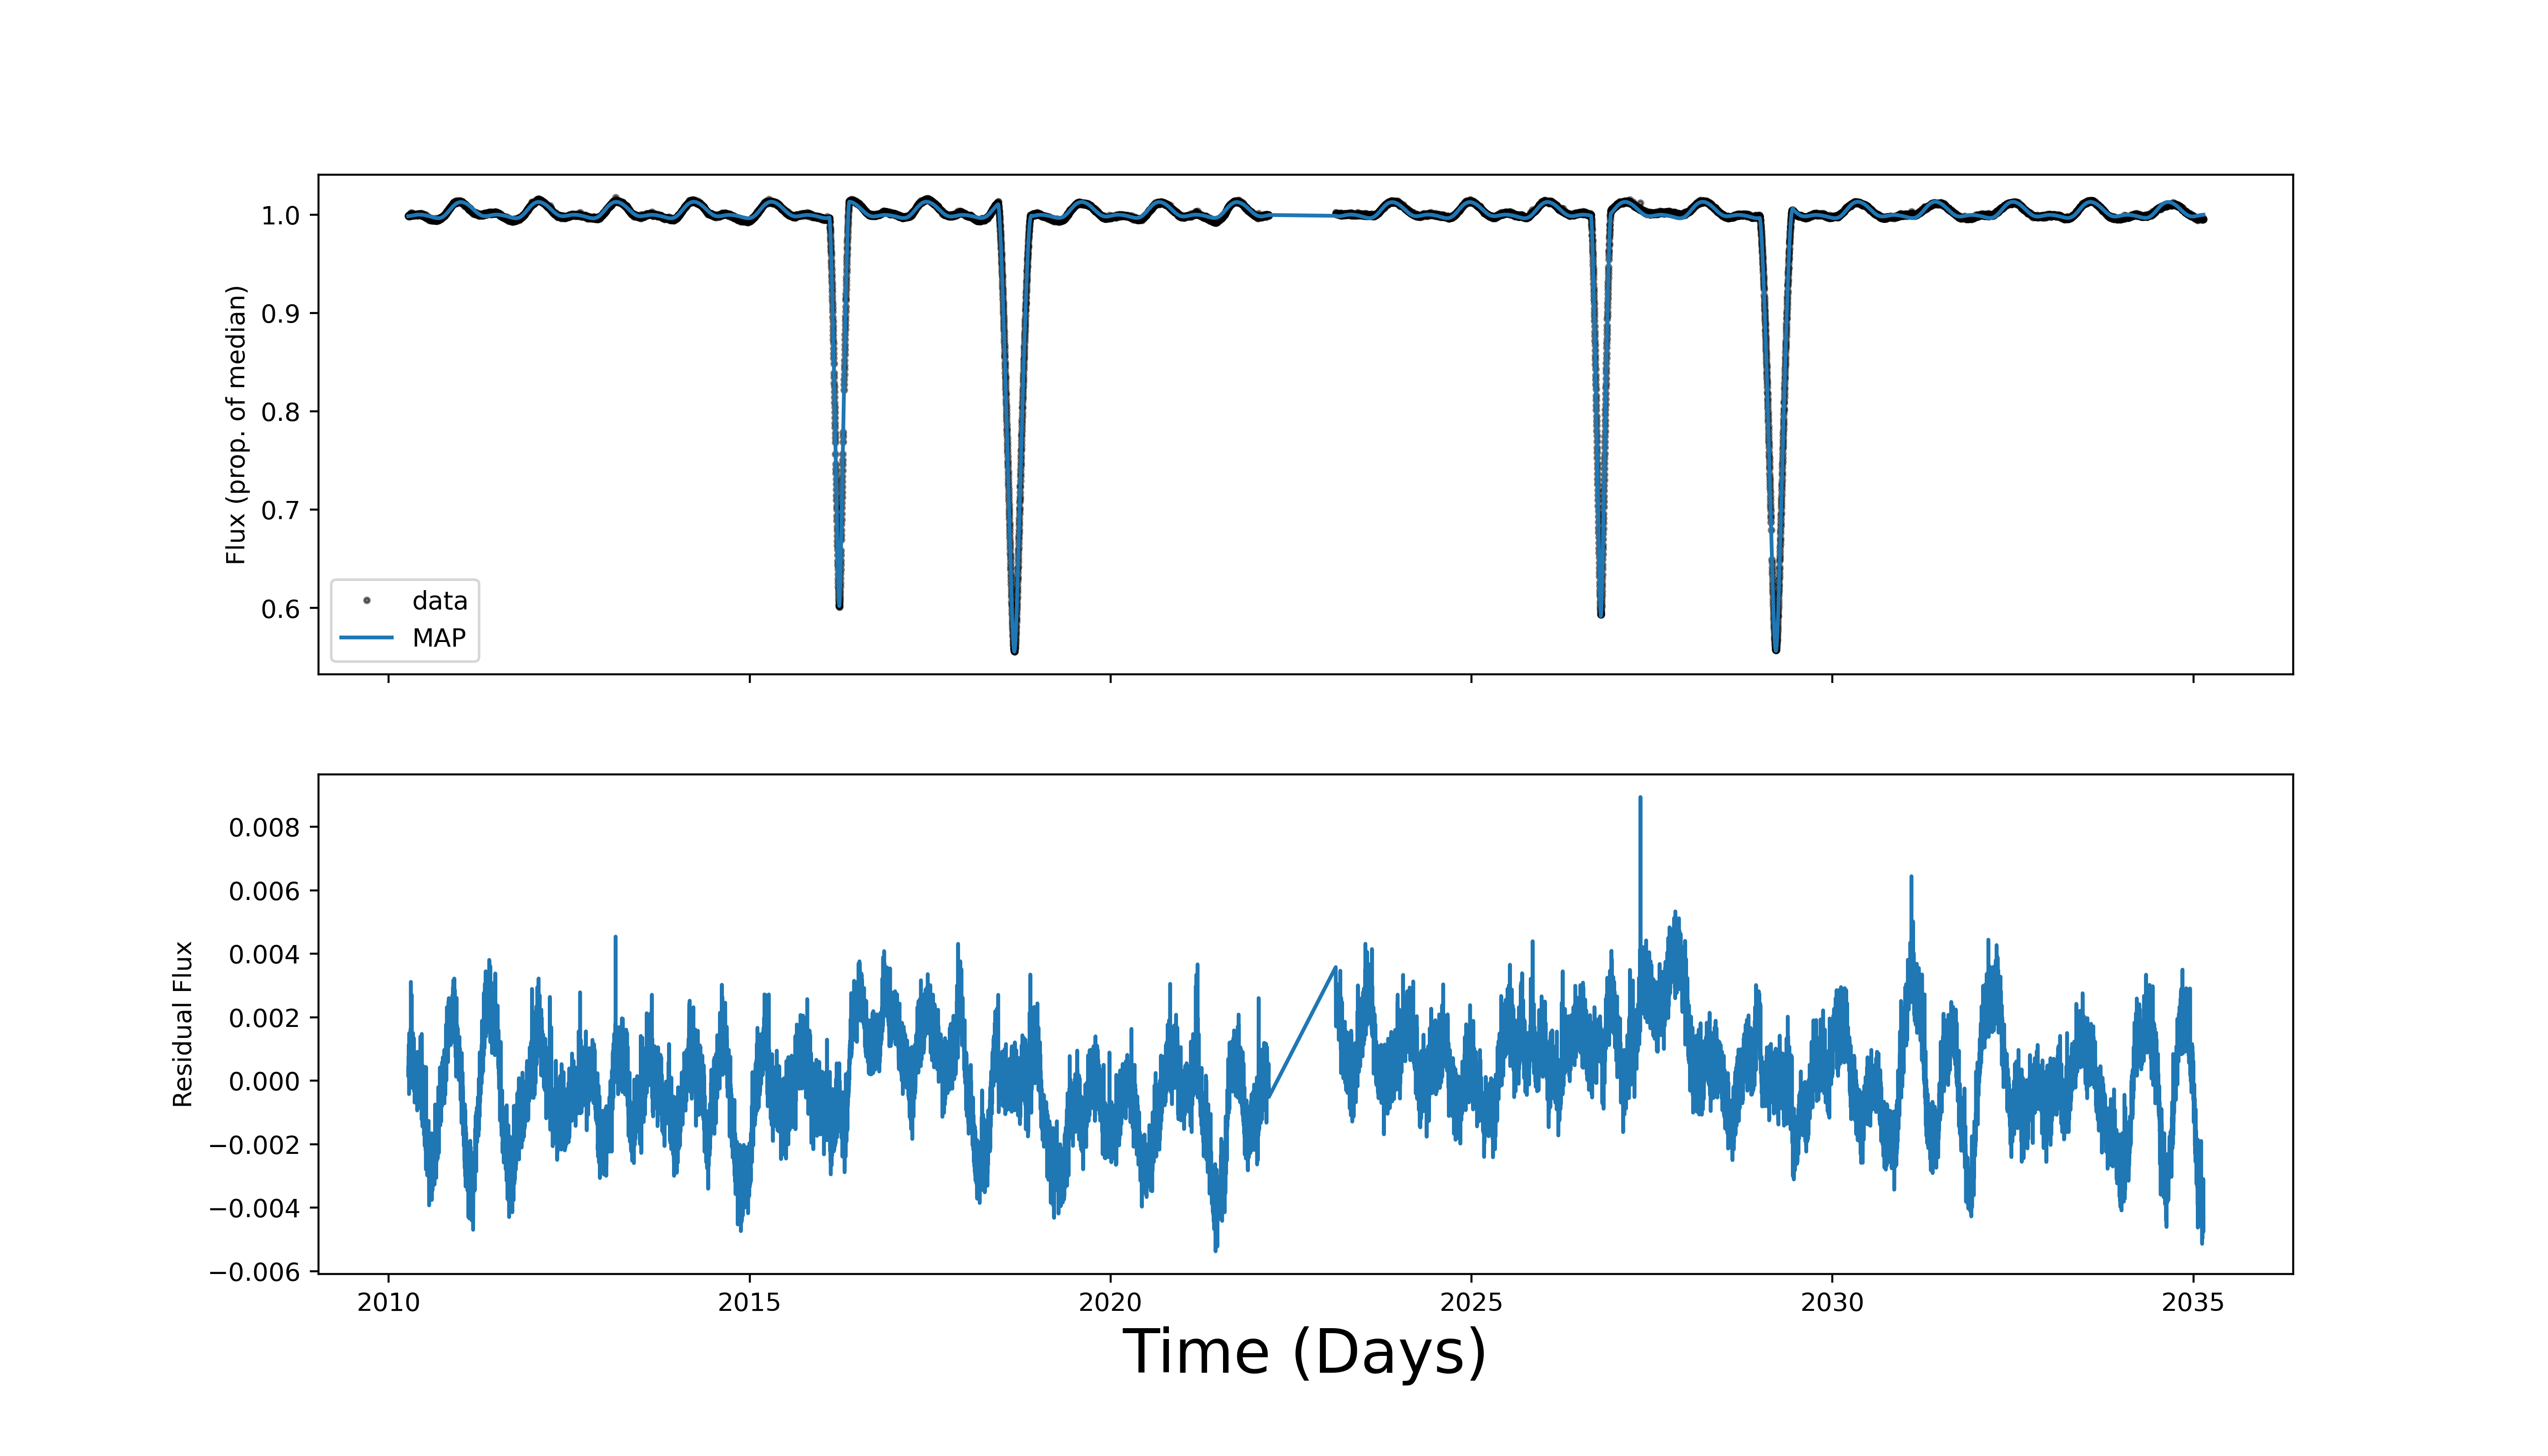 1.0
0.9
0.8
0.7
0.6
Flux (prop. of median)
data
MAP
0.008
0.006
0.004
0.002
0.000
−0.002
−0.004
−0.006
Residual Flux
2010 2015 2020 2025 2030 2035
Time (Days)